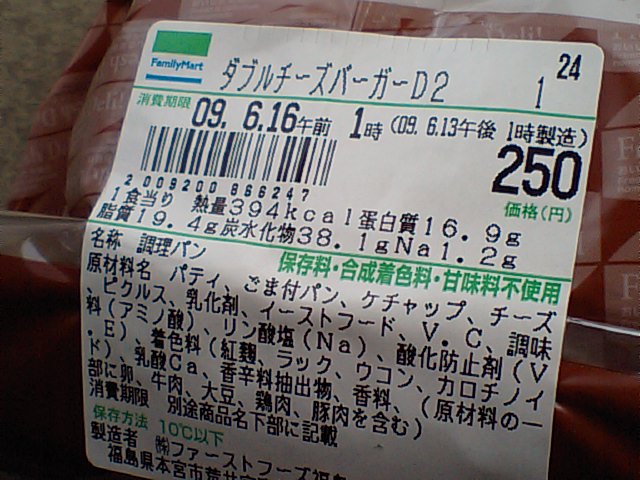 FamilyMart
ダブルチーズバーガーD2
24
1
消費期限
09. 6.16午前 1時 (09. 6.13午後 1時製造)
250
価格(円)
2 009200 866247
1食当り 熱量394kcal蛋白質16.9g
脂質19.4g炭水化物38.1gNa1.2g
保存料・合成着色料・甘味料不使用
名称 調理パン
原材料名 パティ、ごま付パン、ケチャップ、チーズ
、ピクルス、乳化剤、イーストフード、V.C、調味
料(アミノ酸)、リン酸塩(Na)、酸化防止剤(V
.E)、着色料(紅麹、ラック、ウコン、カロチノイ
ド)、乳酸Ca、香辛料抽出物、香料、(原材料の一
部に卵、牛肉、大豆、鶏肉、豚肉を含む)
消費期限 別途商品名下部に記載
保存方法 10℃以下
製造者 ㈱ファーストフーズ福島
福島県本宮市荒井字